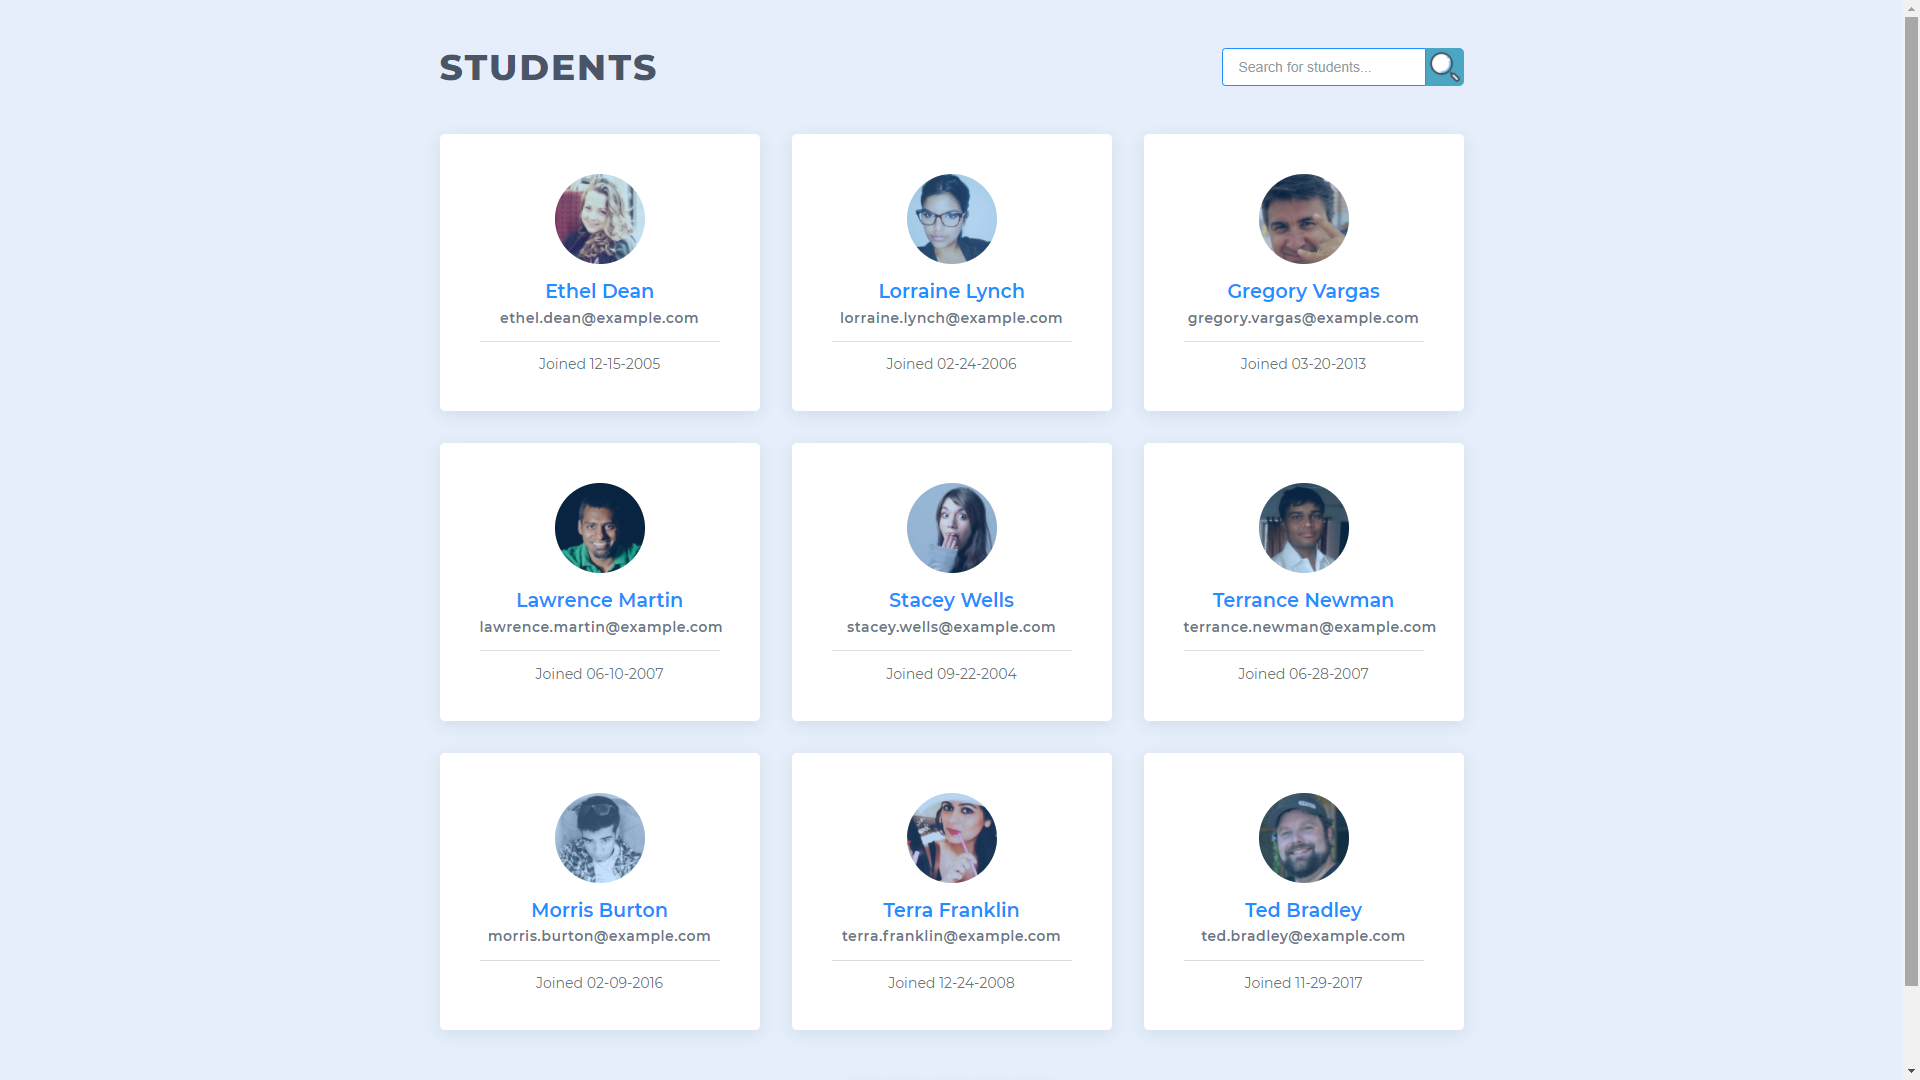 STUDENTS
Search for students...
Ethel Dean
ethel.dean@example.com
Joined 12-15-2005
Lorraine Lynch
lorraine.lynch@example.com
Joined 02-24-2006
Gregory Vargas
gregory.vargas@example.com
Joined 03-20-2013
Lawrence Martin
lawrence.martin@example.com
Joined 06-10-2007
Stacey Wells
stacey.wells@example.com
Joined 09-22-2004
Terrance Newman
terrance.newman@example.com
Joined 06-28-2007
Morris Burton
morris.burton@example.com
Joined 02-09-2016
Terra Franklin
terra.franklin@example.com
Joined 12-24-2008
Ted Bradley
ted.bradley@example.com
Joined 11-29-2017